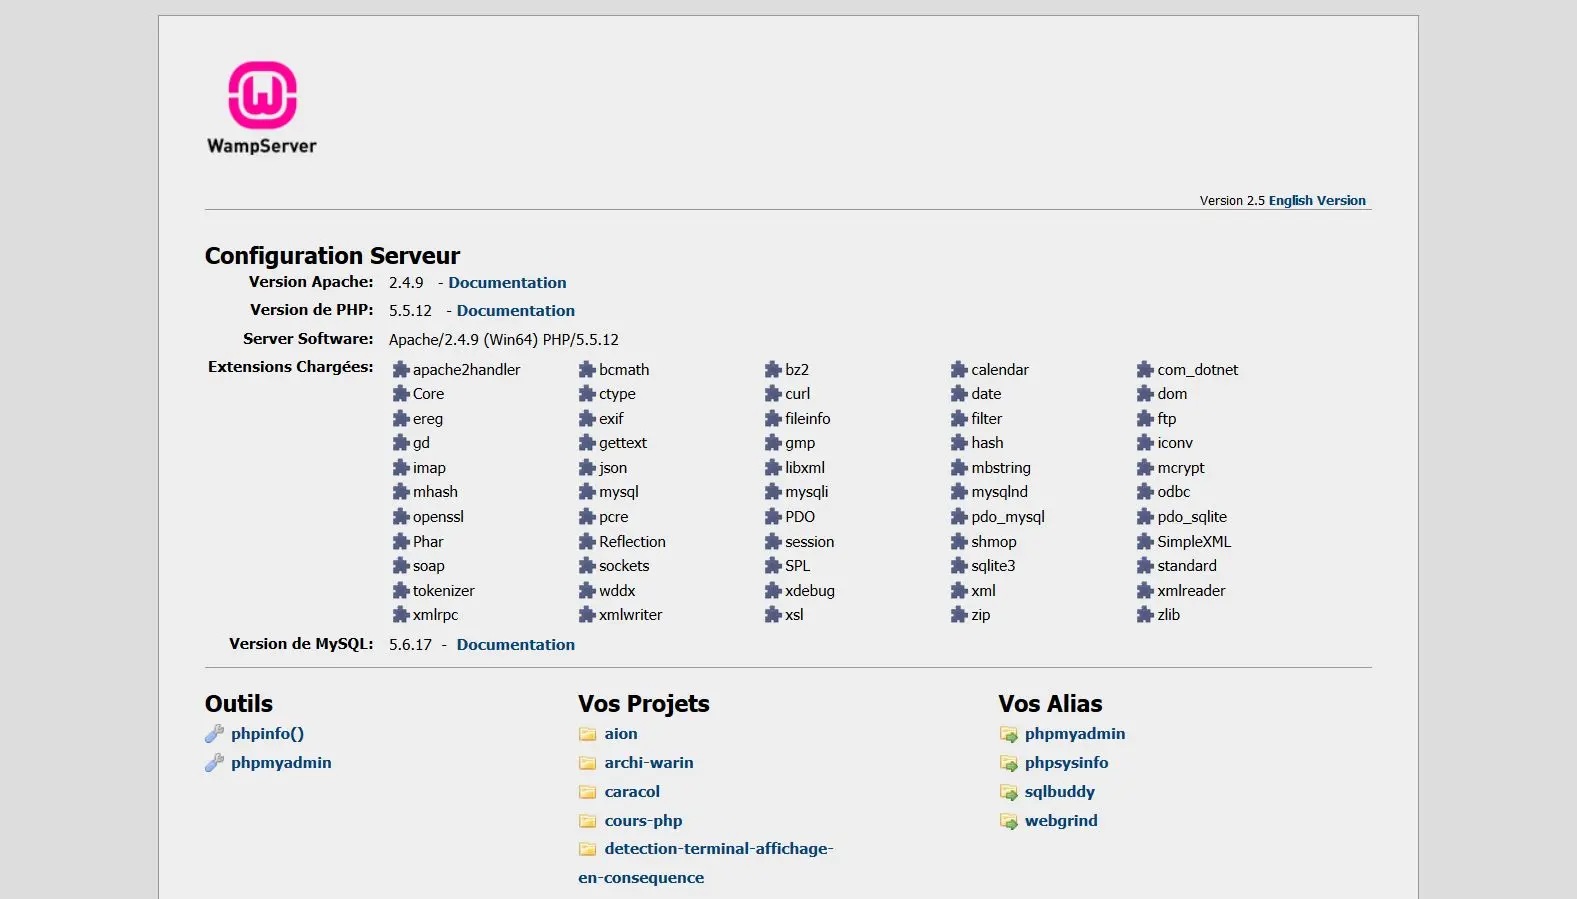 WampServer
Version 2.5 English Version
Configuration Serveur
Version Apache: 2.4.9 - Documentation
Version de PHP: 5.5.12 - Documentation
Server Software: Apache/2.4.9 (Win64) PHP/5.5.12
Extensions Chargées: apache2handler bcmath bz2 calendar com_dotnet
Core ctype curl date dom
ereg exif fileinfo filter ftp
gd gettext gmp hash iconv
imap json libxml mbstring mcrypt
mhash mysql mysqli mysqlnd odbc
openssl pcre PDO pdo_mysql pdo_sqlite
Phar Reflection session shmop SimpleXML
soap sockets SPL sqlite3 standard
tokenizer wddx xdebug xml xmlreader
xmlrpc xmlwriter xsl zip zlib
Version de MySQL: 5.6.17 - Documentation
Outils
phpinfo()
phpmyadmin
Vos Projets
aion
archi-warin
caracol
cours-php
detection-terminal-affichage-
en-consequence
Vos Alias
phpmyadmin
phpsysinfo
sqlbuddy
webgrind